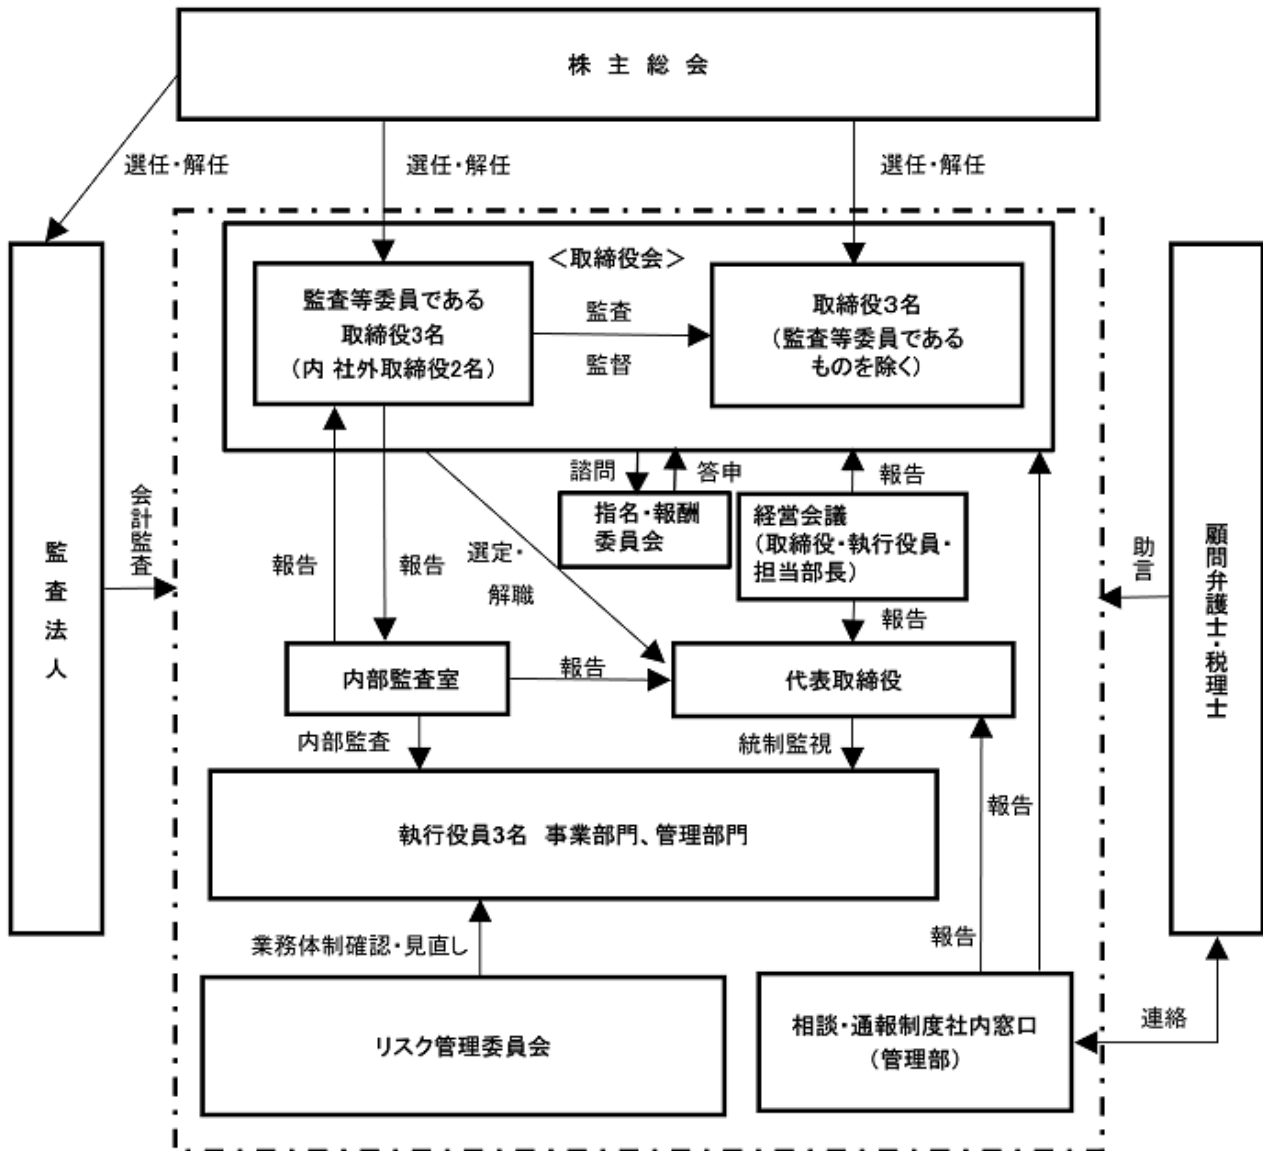 株 主 総 会
選任・解任
選任・解任
選任・解任
＜取締役会＞
監査等委員である
取締役3名
（内 社外取締役2名）
監査
監督
取締役３名
（監査等委員である
ものを除く）
諮問
答申
報告
指名・報酬
委員会
経営会議
（取締役・執行役員・
担当部長）
会計監査
監査法人
報告
報告
選定・
解職
報告
助言
顧問弁護士・税理士
内部監査室
報告
代表取締役
内部監査
統制監視
執行役員3名 事業部門、管理部門
報告
報告
業務体制確認・見直し
リスク管理委員会
相談・通報制度社内窓口
（管理部）
連絡